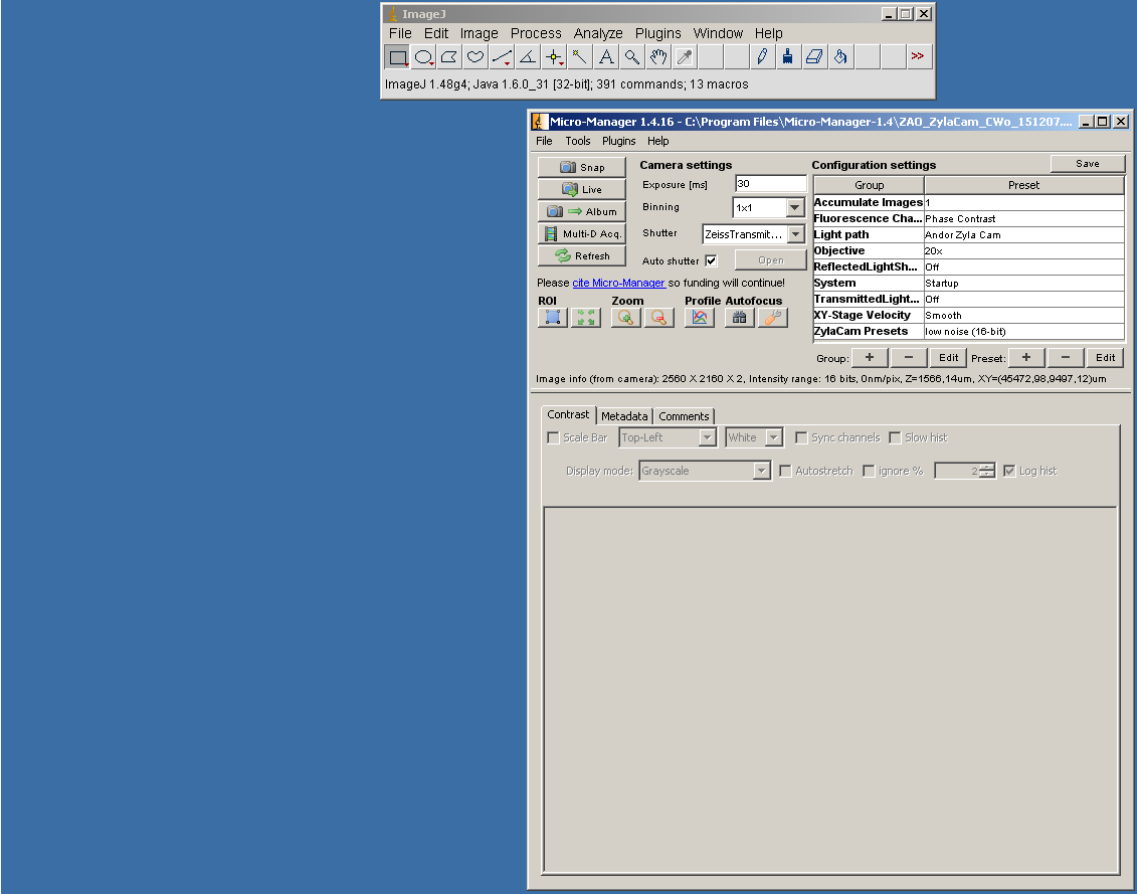 ImageJ
File Edit Image Process Analyze Plugins Window Help
A >>
ImageJ 1.48g4; Java 1.6.0_31 [32-bit]; 391 commands; 13 macros
Micro-Manager 1.4.16 - C:\Program Files\Micro-Manager-1.4\ZAO_ZylaCam_CWo_151207....
File Tools Plugins Help
Snap Camera settings Configuration settings Save
Live Exposure [ms] 30 Group Preset
Album Binning 1x1 Accumulate Images 1
Fluorescence Cha... Phase Contrast
Multi-D Acq. Shutter ZeissTransmit... Light path Andor Zyla Cam
Objective 20x
Refresh Auto shutter Open ReflectedLightSh... Off
Please cite Micro-Manager so funding will continue! System Startup
ROI Zoom Profile Autofocus TransmittedLight... Off
XY-Stage Velocity Smooth
ZylaCam Presets low noise (16-bit)
Group: + - Edit Preset: + - Edit
Image info (from camera): 2560 X 2160 X 2, Intensity range: 16 bits, 0nm/pix, Z=1566,14um, XY=(45472,98,9497,12)um
Contrast Metadata Comments
Scale Bar Top-Left White Sync channels Slow hist
Display mode: Grayscale Autostretch ignore % 2 Log hist